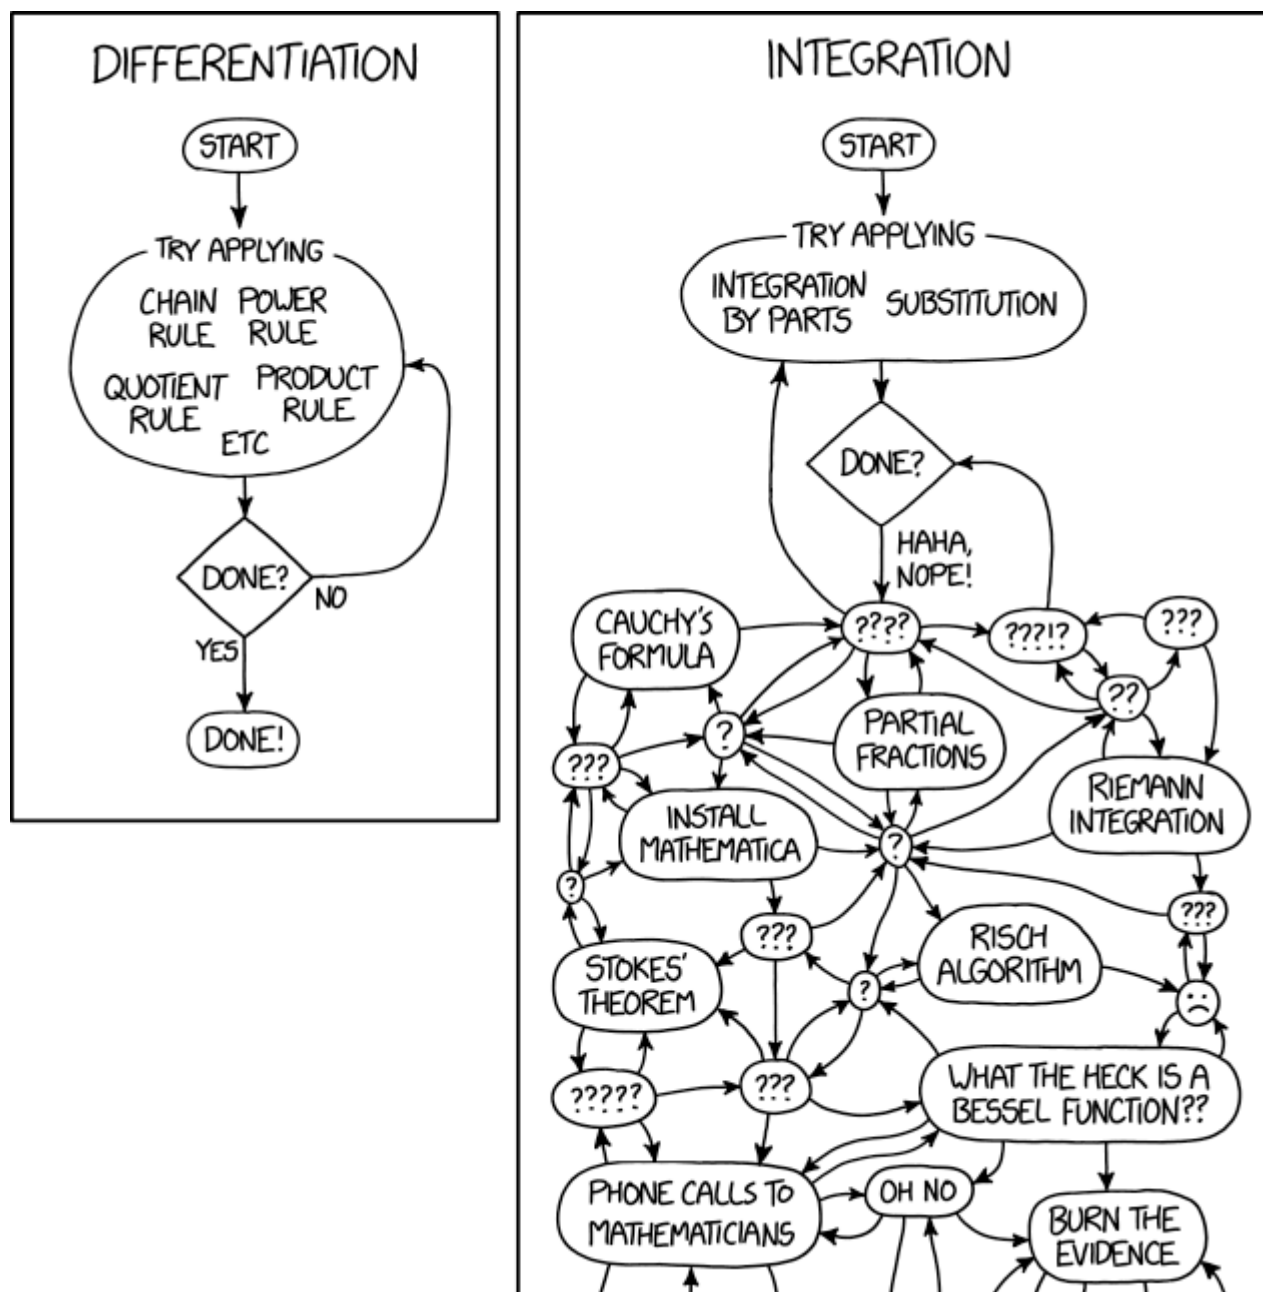 DIFFERENTIATION
START
TRY APPLYING
CHAIN RULE
POWER RULE
QUOTIENT RULE
PRODUCT RULE
ETC
DONE?
NO
YES
DONE!
INTEGRATION
START
TRY APPLYING
INTEGRATION
BY PARTS
SUBSTITUTION
DONE?
HAHA,
NOPE!
CAUCHY'S
FORMULA
????
???!?
???
??
?
PARTIAL
FRACTIONS
???
INSTALL
MATHEMATICA
RIEMANN
INTEGRATION
?
?
???
???
RISCH
ALGORITHM
STOKES'
THEOREM
?
?????
???
WHAT THE HECK IS A
BESSEL FUNCTION??
PHONE CALLS TO
MATHEMATICIANS
OH NO
BURN THE
EVIDENCE